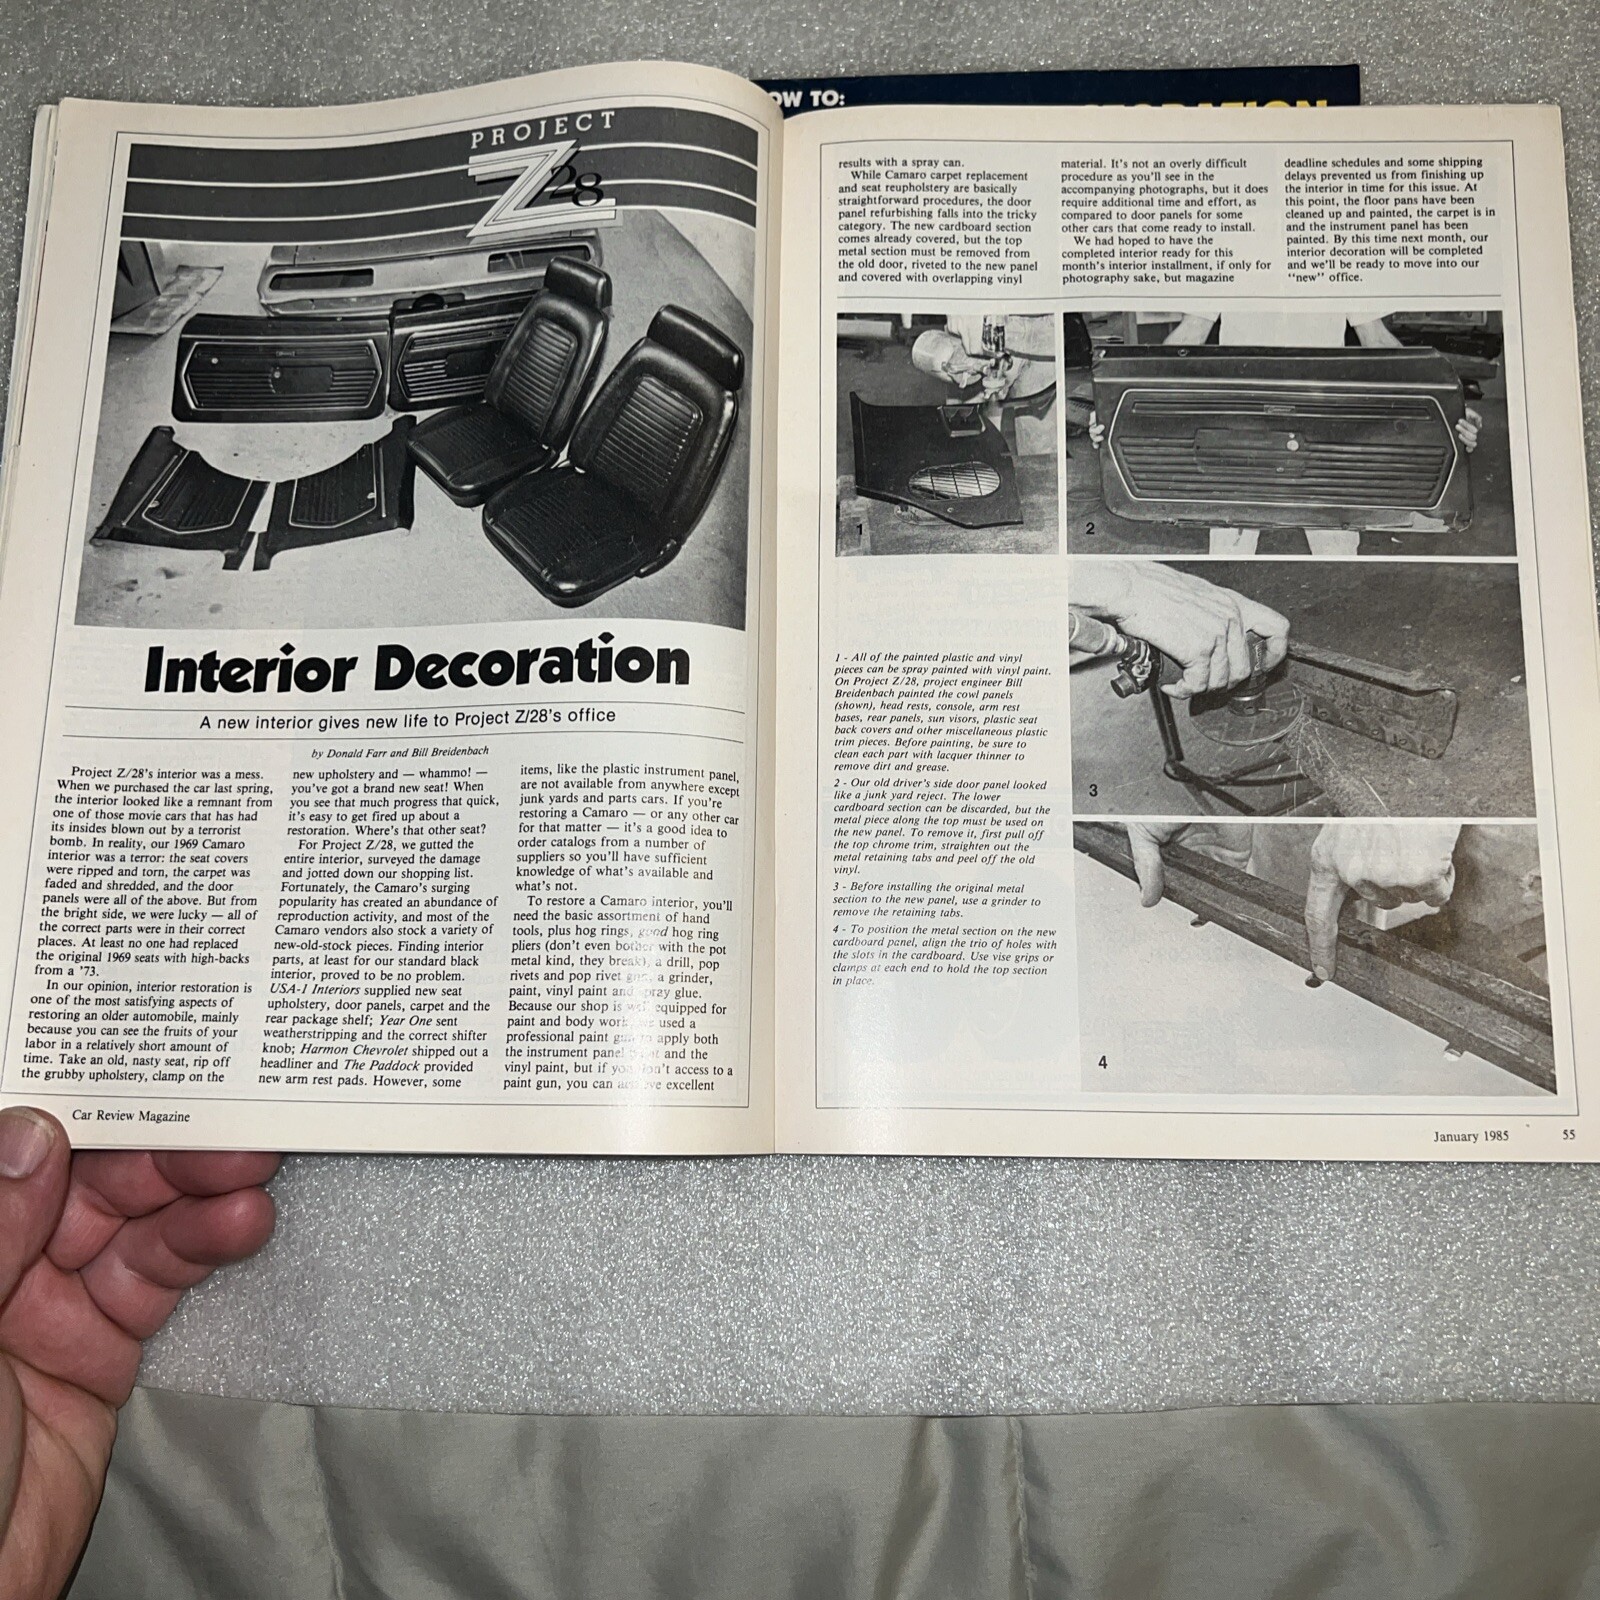 OW TO:
PROJECT
Z28
Interior Decoration
A new interior gives new life to Project Z/28's office
by Donald Farr and Bill Breidenbach
Project Z/28's interior was a mess.
When we purchased the car last spring,
the interior looked like a remnant from
one of those movie cars that has had
its insides blown out by a terrorist
bomb. In reality, our 1969 Camaro
interior was a terror: the seat covers
were ripped and torn, the carpet was
faded and shredded, and the door
panels were all of the above. But from
the bright side, we were lucky — all of
the correct parts were in their correct
places. At least no one had replaced
the original 1969 seats with high-backs
from a '73.
In our opinion, interior restoration is
one of the most satisfying aspects of
restoring an older automobile, mainly
because you can see the fruits of your
labor in a relatively short amount of
time. Take an old, nasty seat, rip off
the grubby upholstery, clamp on the
new upholstery and — whammo! —
you've got a brand new seat! When
you see that much progress that quick,
it's easy to get fired up about a
restoration. Where's that other seat?
For Project Z/28, we gutted the
entire interior, surveyed the damage
and jotted down our shopping list.
Fortunately, the Camaro's surging
popularity has created an abundance of
reproduction activity, and most of the
Camaro vendors also stock a variety of
new-old-stock pieces. Finding interior
parts, at least for our standard black
interior, proved to be no problem.
USA-1 Interiors supplied new seat
upholstery, door panels, carpet and the
rear package shelf; Year One sent
weatherstripping and the correct shifter
knob; Harmon Chevrolet shipped out a
headliner and The Paddock provided
new arm rest pads. However, some
items, like the plastic instrument panel,
are not available from anywhere except
junk yards and parts cars. If you're
restoring a Camaro — or any other car
for that matter — it's a good idea to
order catalogs from a number of
suppliers so you'll have sufficient
knowledge of what's available and
what's not.
To restore a Camaro interior, you'll
need the basic assortment of hand
tools, plus hog rings, good hog ring
pliers (don't even bother with the pot
metal kind, they break), a drill, pop
rivets and pop rivet gun, a grinder,
paint, vinyl paint and spray glue.
Because our shop is well equipped for
paint and body work, we used a
professional paint gun to apply both
the instrument panel paint and the
vinyl paint, but if you don't access to a
paint gun, you can achieve excellent
Car Review Magazine
results with a spray can.
While Camaro carpet replacement
and seat reupholstery are basically
straightforward procedures, the door
panel refurbishing falls into the tricky
category. The new cardboard section
comes already covered, but the top
metal section must be removed from
the old door, riveted to the new panel
and covered with overlapping vinyl
material. It's not an overly difficult
procedure as you'll see in the
accompanying photographs, but it does
require additional time and effort, as
compared to door panels for some
other cars that come ready to install.
We had hoped to have the
completed interior ready for this
month's interior installment, if only for
photography sake, but magazine
deadline schedules and some shipping
delays prevented us from finishing up
the interior in time for this issue. At
this point, the floor pans have been
cleaned up and painted, the carpet is in
and the instrument panel has been
painted. By this time next month, our
interior decoration will be completed
and we'll be ready to move into our
"new" office.
1
2
3
4
1 - All of the painted plastic and vinyl
pieces can be spray painted with vinyl paint.
On Project Z/28, project engineer Bill
Breidenbach painted the cowl panels
(shown), head rests, console, arm rest
bases, rear panels, sun visors, plastic seat
back covers and other miscellaneous plastic
trim pieces. Before painting, be sure to
clean each part with lacquer thinner to
remove dirt and grease.
2 - Our old driver's side door panel looked
like a junk yard reject. The lower
cardboard section can be discarded, but the
metal piece along the top must be used on
the new panel. To remove it, first pull off
the top chrome trim, straighten out the
metal retaining tabs and peel off the old
vinyl.
3 - Before installing the original metal
section to the new panel, use a grinder to
remove the retaining tabs.
4 - To position the metal section on the new
cardboard panel, align the trio of holes with
the slots in the cardboard. Use vise grips or
clamps at each end to hold the top section
in place.
January 1985 55